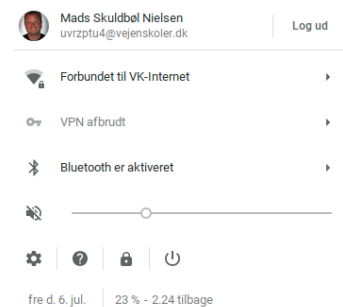 Mads Skuldbøl Nielsen
Log ud
uvrzptu4@vejenskoler.dk
Forbundet til VK-Internet
VPN afbrudt
Bluetooth er aktiveret
fre d. 6. jul.
23 % - 2.24 tilbage